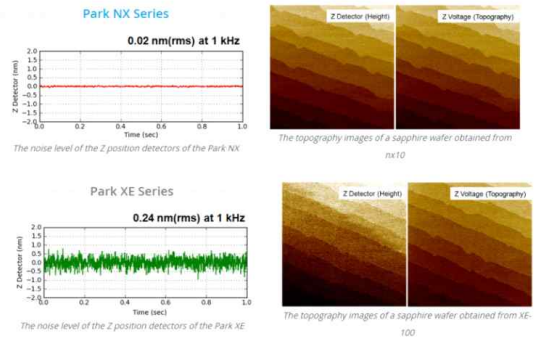 Park NX Series
0.02 nm(rms) at 1 kHz
Z Detector (nm)
2.0
1.5
1.0
0.5
0.0
−0.5
−1.0
−1.5
−2.0
0.0 0.2 0.4 0.6 0.8 1.0
Time (sec)
The noise level of the Z position detectors of the Park NX
Z Detector (Height)
Z Voltage (Topography)
The topography images of a sapphire wafer obtained from
nx10
Park XE Series
0.24 nm(rms) at 1 kHz
Z Detector (nm)
2.0
1.5
1.0
0.5
0.0
−0.5
−1.0
−1.5
−2.0
0.0 0.2 0.4 0.6 0.8 1.0
Time (sec)
The noise level of the Z position detectors of the Park XE
Z Detector (Height)
Z Voltage (Topography)
The topography images of a sapphire wafer obtained from XE-
100